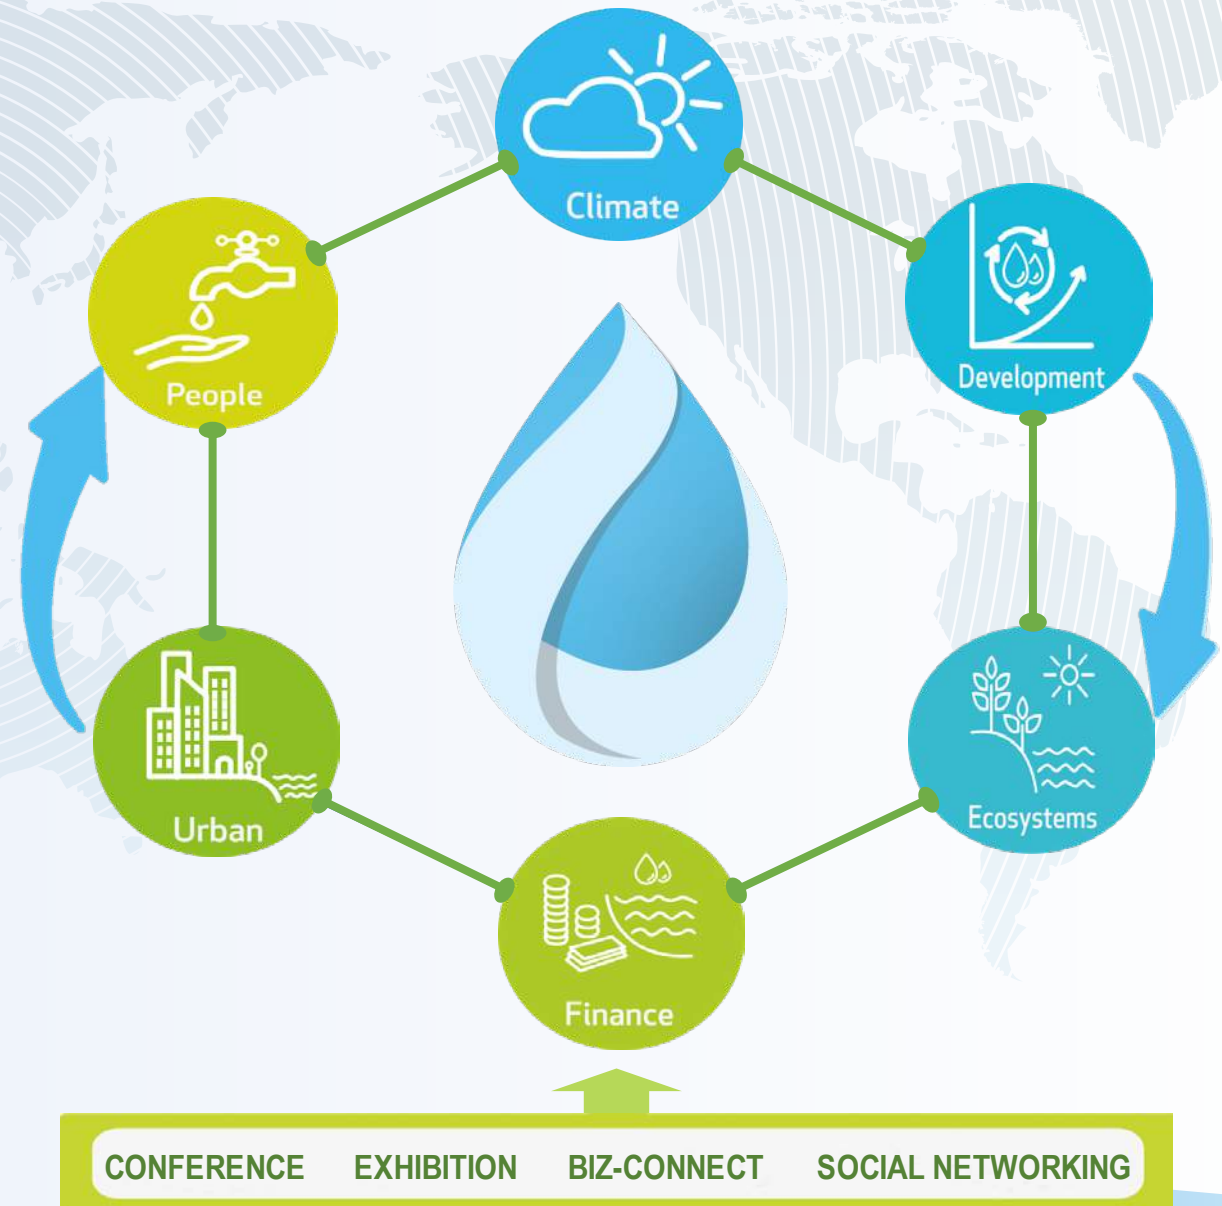 Climate
People
Development
Urban
Ecosystems
Finance
CONFERENCE EXHIBITION BIZ-CONNECT SOCIAL NETWORKING